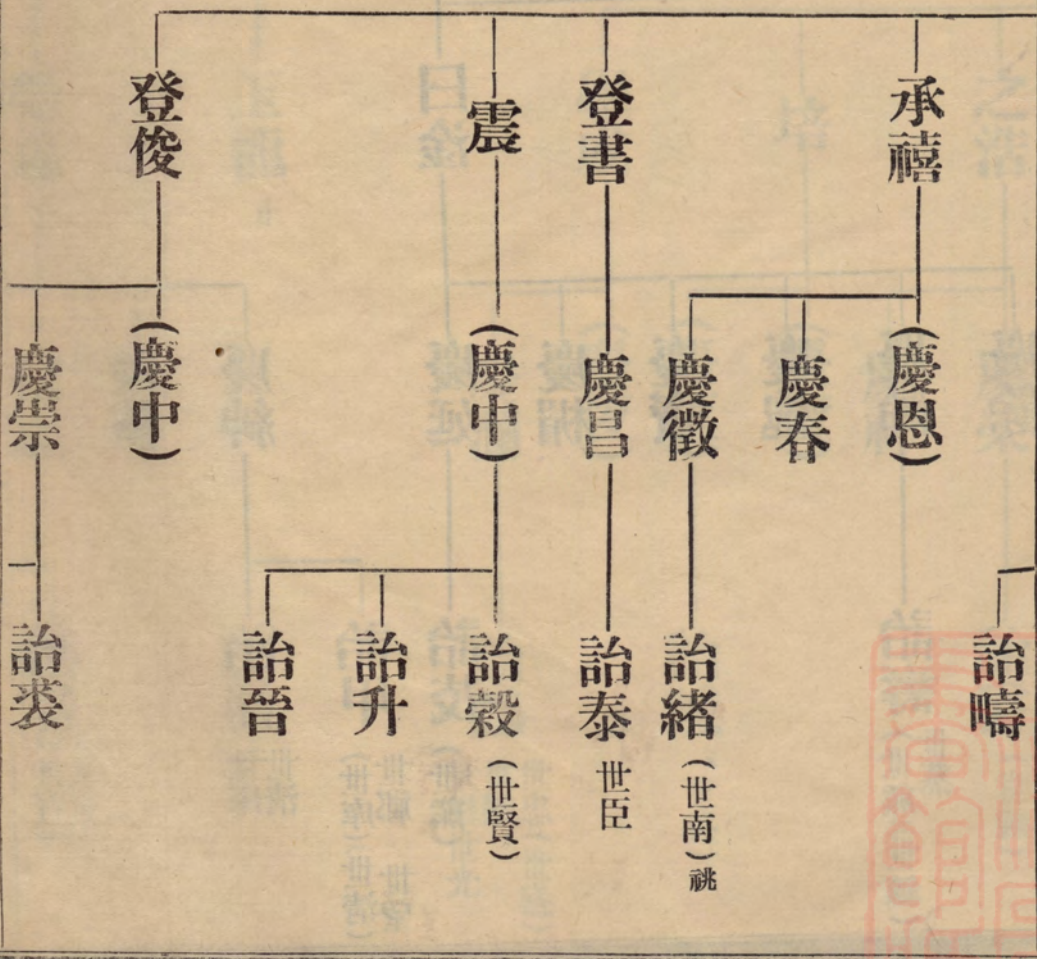 承禧
登書
震
登俊
（慶恩）
慶春
慶徵
慶昌
（慶中）
（慶中）
慶崇
詒疇
詒緒（世南）祧
詒泰 世臣
詒穀（世賢）
詒升
詒晉
詒裘